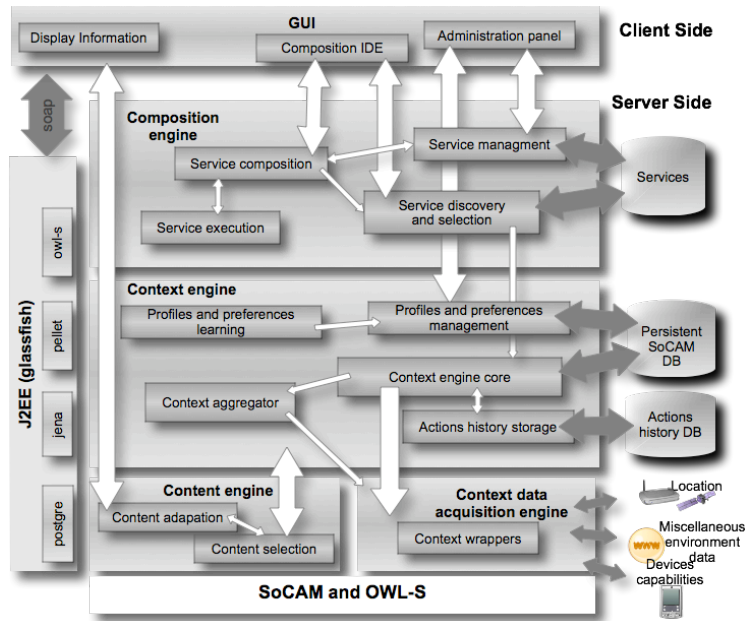 GUI
Client Side
Display Information
Composition IDE
Administration panel
soap
Server Side
Composition
engine
Service managment
Service composition
Services
Service discovery
and selection
Service execution
J2EE (glassfish)
owl-s
pellet
jena
postgre
Context engine
Profiles and preferences
learning
Profiles and preferences
management
Persistent
SoCAM
DB
Context engine core
Context aggregator
Actions history storage
Actions
history DB
Content engine
Content adapation
Content selection
Context data
acquisition engine
Context wrappers
Location
www
Miscellaneous
environment
data
Devices
capabilities
SoCAM and OWL-S